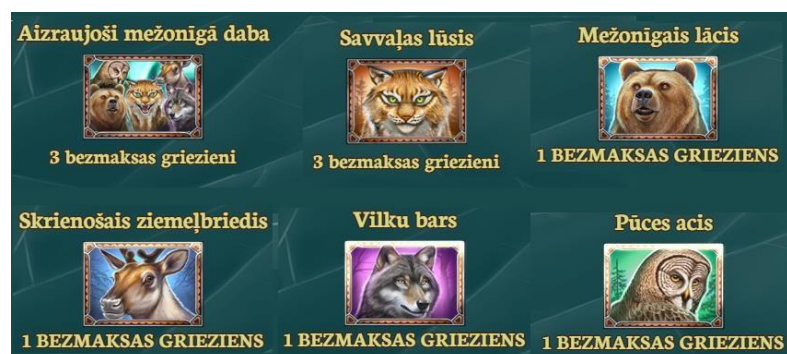 Aizraujoši mežonīgā daba
Savvaļas lūsis
Mežonīgais lācis
3 bezmaksas griezieni
3 bezmaksas griezieni
1 BEZMAKSAS GRIEZIENS
Skrienošais ziemeļbriedis
Vilku bars
Pūces acis
1 BEZMAKSAS GRIEZIENS
1 BEZMAKSAS GRIEZIENS
1 BEZMAKSAS GRIEZIENS